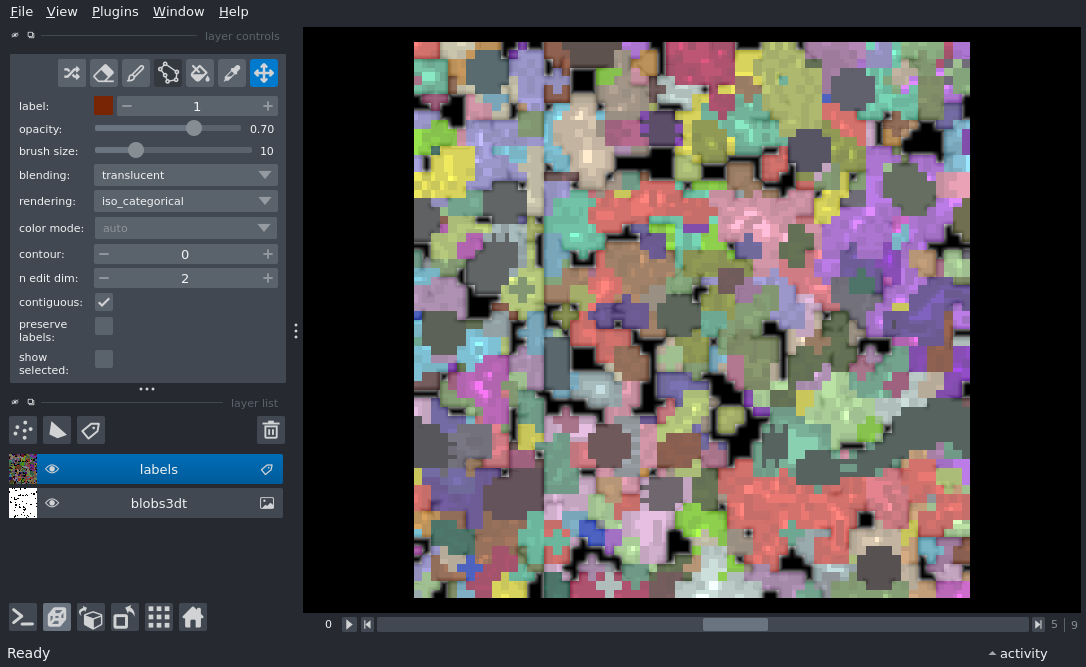 File View Plugins Window Help
layer controls
label: 1
opacity: 0.70
brush size: 10
blending: translucent
rendering: iso_categorical
color mode: auto
contour: 0
n edit dim: 2
contiguous:
preserve
labels:
show
selected:
layer list
labels
blobs3dt
0 5 | 9
Ready activity